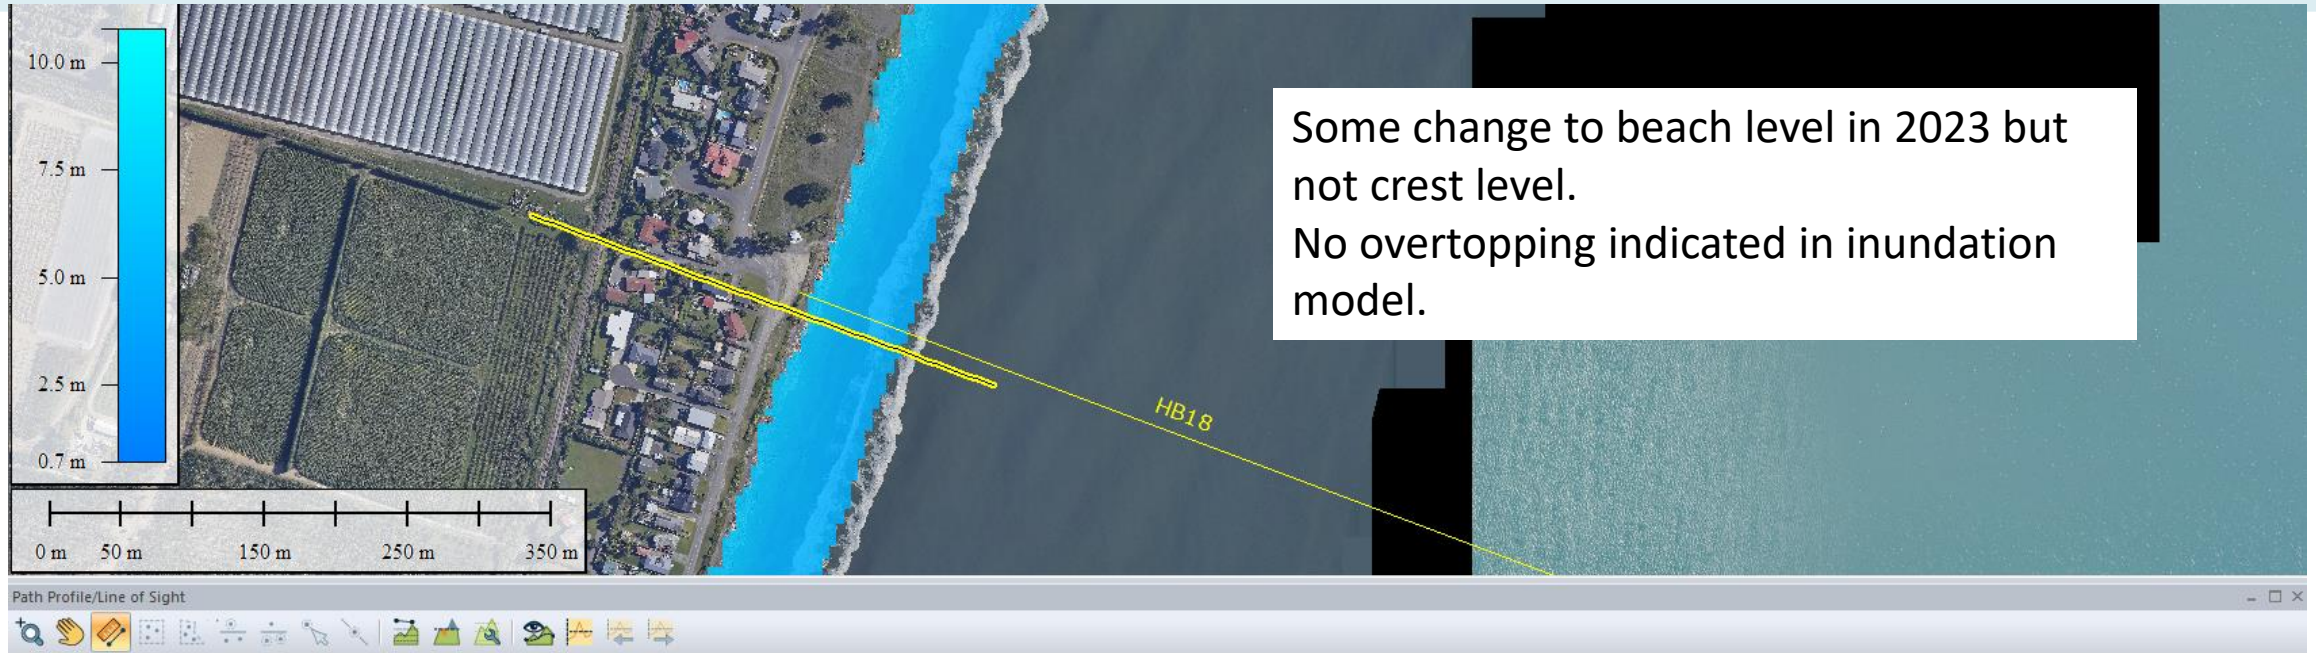 10.0 m
7.5 m
5.0 m
2.5 m
0.7 m
0 m 50 m 150 m 250 m 350 m
Some change to beach level in 2023 but
not crest level.
No overtopping indicated in inundation
model.
HB18
Path Profile/Line of Sight